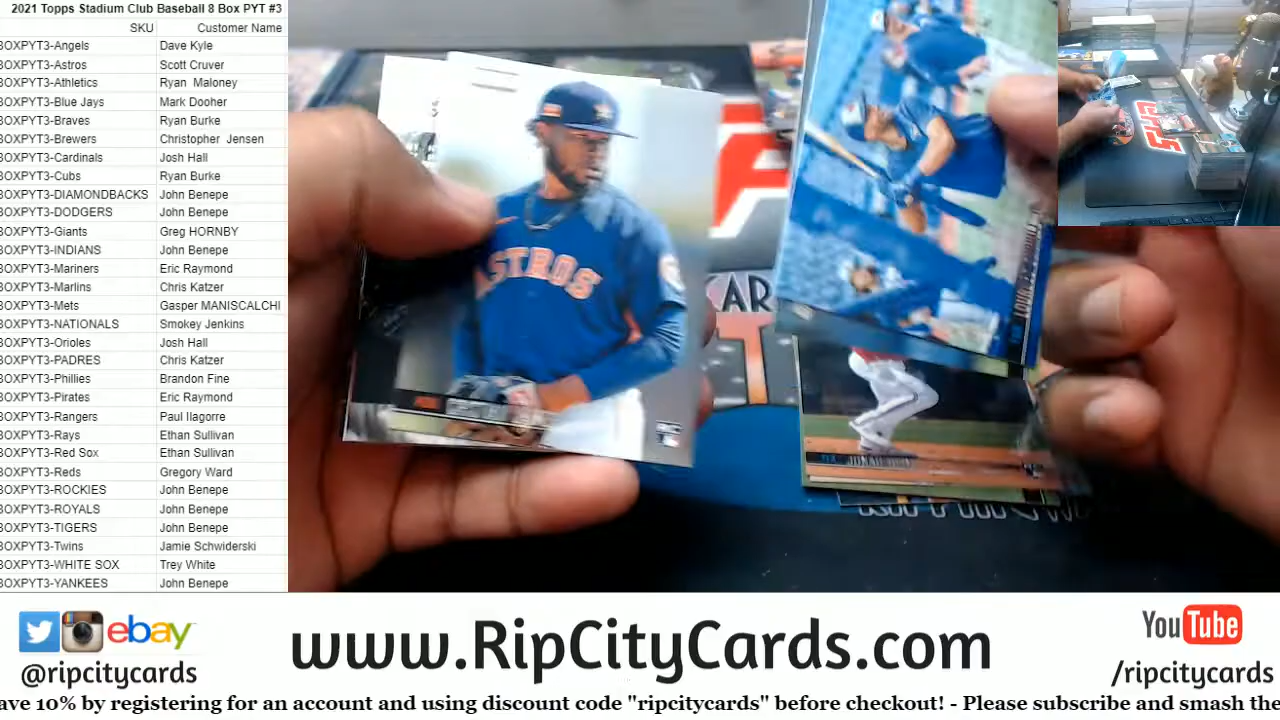 2021 Topps Stadium Club Baseball 8 Box PYT #3
SKU Customer Name
BOXPYT3-Angels Dave Kyle
BOXPYT3-Astros Scott Cruver
BOXPYT3-Athletics Ryan Maloney
BOXPYT3-Blue Jays Mark Dooher
BOXPYT3-Braves Ryan Burke
BOXPYT3-Brewers Christopher Jensen
BOXPYT3-Cardinals Josh Hall
BOXPYT3-Cubs Ryan Burke
BOXPYT3-DIAMONDBACKS John Benepe
BOXPYT3-DODGERS John Benepe
BOXPYT3-Giants Greg HORNBY
BOXPYT3-INDIANS John Benepe
BOXPYT3-Mariners Eric Raymond
BOXPYT3-Marlins Chris Katzer
BOXPYT3-Mets Gasper MANISCALCHI
BOXPYT3-NATIONALS Smokey Jenkins
BOXPYT3-Orioles Josh Hall
BOXPYT3-PADRES Chris Katzer
BOXPYT3-Phillies Brandon Fine
BOXPYT3-Pirates Eric Raymond
BOXPYT3-Rangers Paul Ilagorre
BOXPYT3-Rays Ethan Sullivan
BOXPYT3-Red Sox Ethan Sullivan
BOXPYT3-Reds Gregory Ward
BOXPYT3-ROCKIES John Benepe
BOXPYT3-ROYALS John Benepe
BOXPYT3-TIGERS John Benepe
BOXPYT3-Twins Jamie Schwiderski
BOXPYT3-WHITE SOX Trey White
BOXPYT3-YANKEES John Benepe
ASTROS
RC
CAR
ebay
@ripcitycards
www.RipCityCards.com
YouTube
/ripcitycards
ave 10% by registering for an account and using discount code "ripcitycards" before checkout! - Please subscribe and smash the